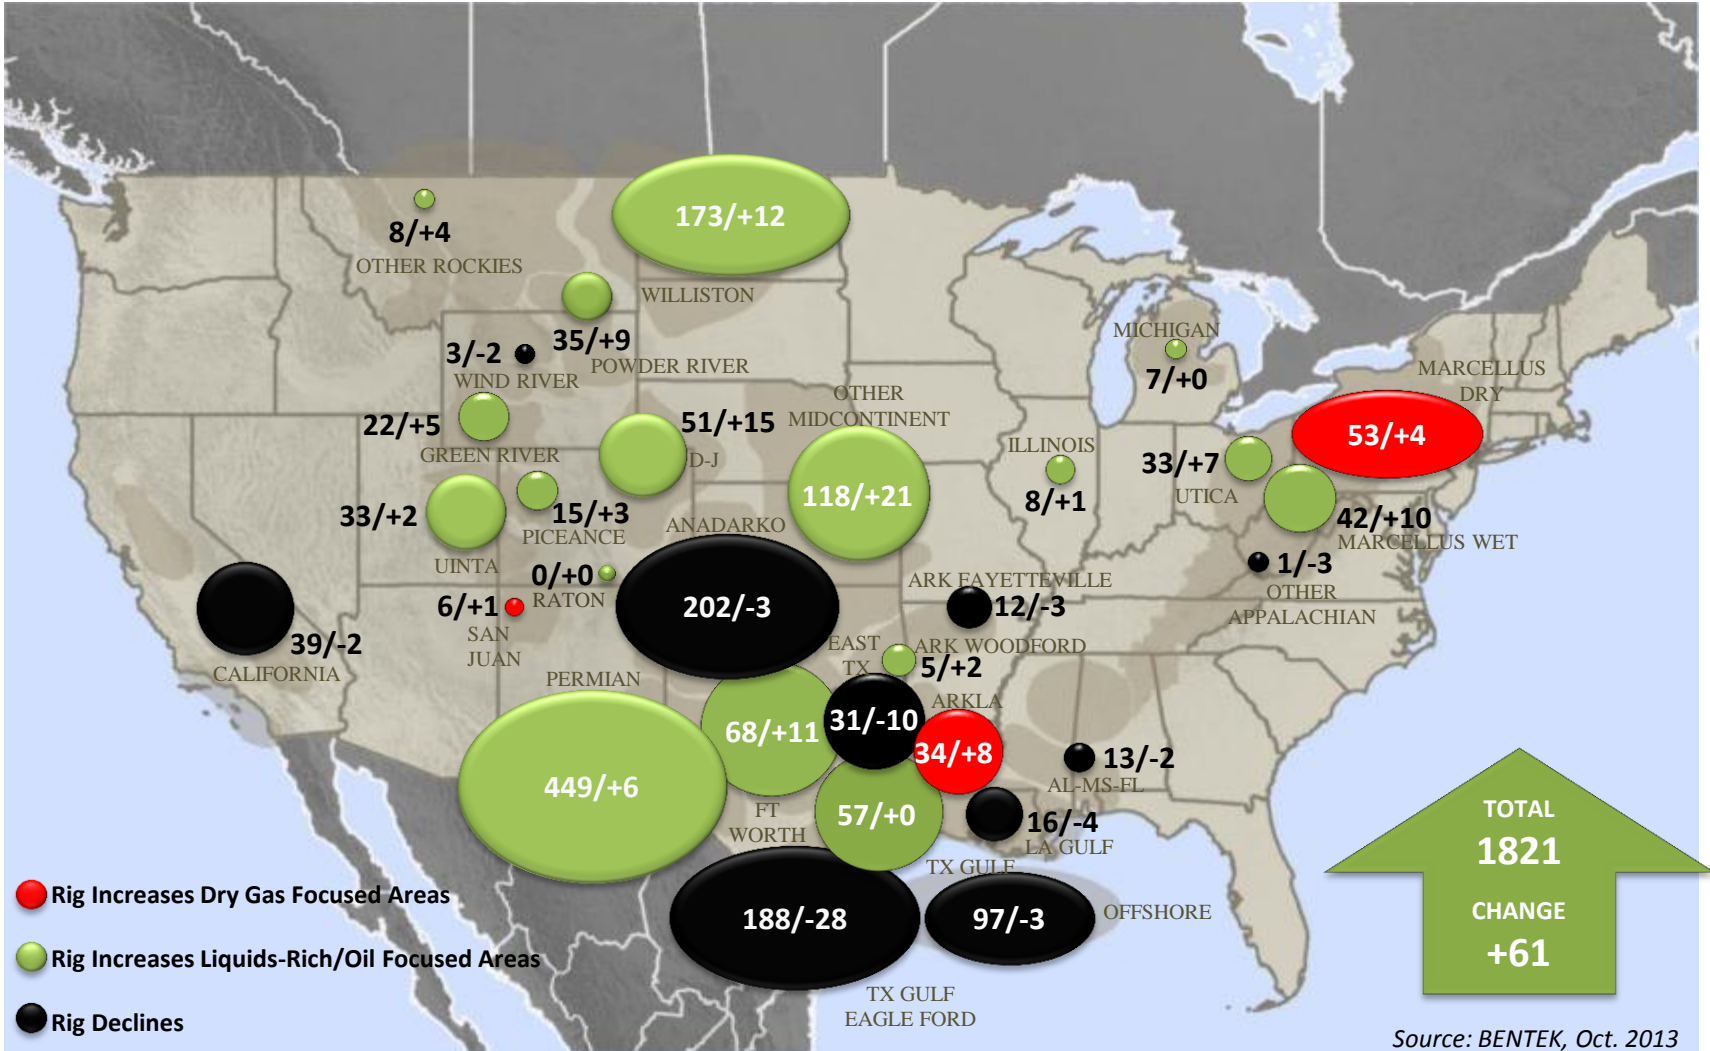 173/+12
8/+4
OTHER ROCKIES
WILLISTON
35/+9
POWDER RIVER
3/-2
WIND RIVER
MICHIGAN
7/+0
MARCELLUS
DRY
53/+4
22/+5
GREEN RIVER
51/+15
D-J
OTHER
MIDCONTINENT
118/+21
ILLINOIS
8/+1
33/+7
UTICA
42/+10
MARCELLUS WET
33/+2
UINTA
15/+3
PICEANCE
ANADARKO
202/-3
0/+0
RATON
6/+1
SAN
JUAN
39/-2
CALIFORNIA
ARK FAYETTEVILLE
12/-3
1/-3
OTHER
APPALACHIAN
EAST
TX
ARK WOODFORD
5/+2
PERMIAN
449/+6
68/+11
FT
WORTH
31/-10
ARKLA
34/+8
57/+0
TX GULF
13/-2
AL-MS-FL
16/-4
LA GULF
188/-28
TX GULF
EAGLE FORD
97/-3
OFFSHORE
TOTAL
1821
CHANGE
+61
Rig Increases Dry Gas Focused Areas
Rig Increases Liquids-Rich/Oil Focused Areas
Rig Declines
Source: BENTEK, Oct. 2013